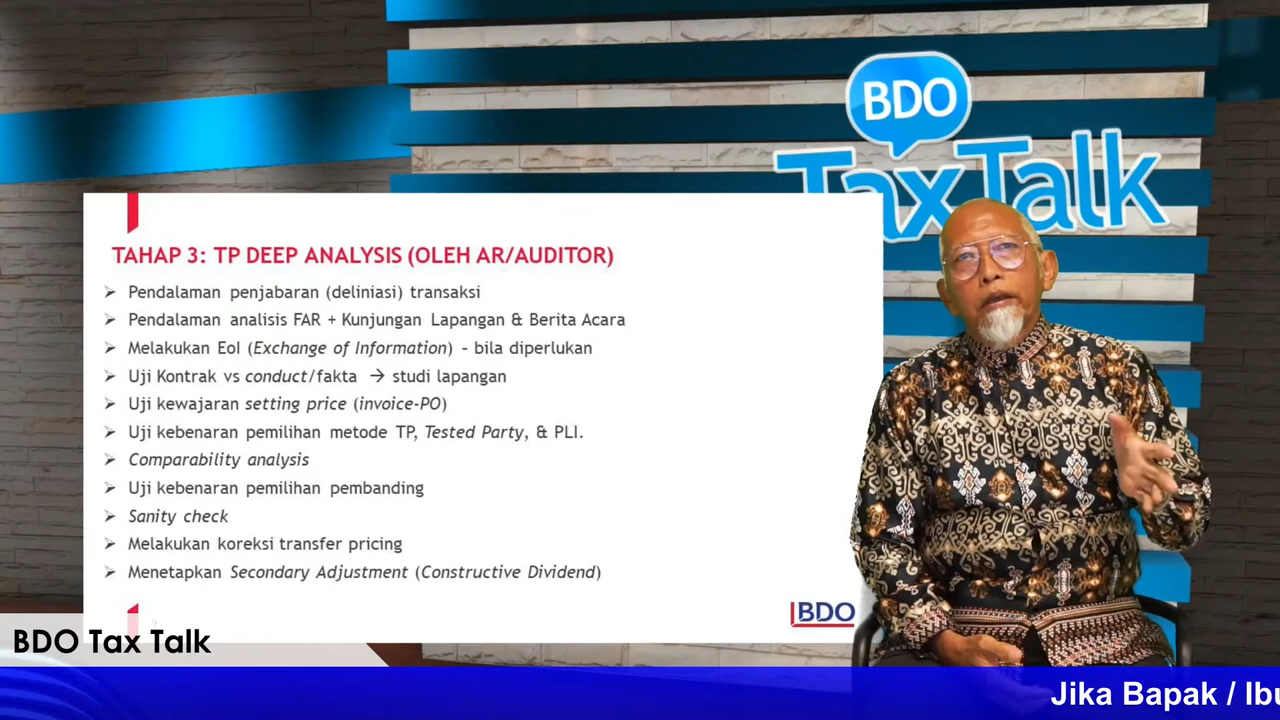 BDO
Tax Talk
TAHAP 3: TP DEEP ANALYSIS (OLEH AR/AUDITOR)
➢ Pendalaman penjabaran (deliniasi) transaksi
➢ Pendalaman analisis FAR + Kunjungan Lapangan & Berita Acara
➢ Melakukan EoI (Exchange of Information) – bila diperlukan
➢ Uji Kontrak vs conduct/fakta → studi lapangan
➢ Uji kewajaran setting price (invoice-PO)
➢ Uji kebenaran pemilihan metode TP, Tested Party, & PLI.
➢ Comparability analysis
➢ Uji kebenaran pemilihan pembanding
➢ Sanity check
➢ Melakukan koreksi transfer pricing
➢ Menetapkan Secondary Adjustment (Constructive Dividend)
9
BDO
BDO Tax Talk
Jika Bapak / Ibu